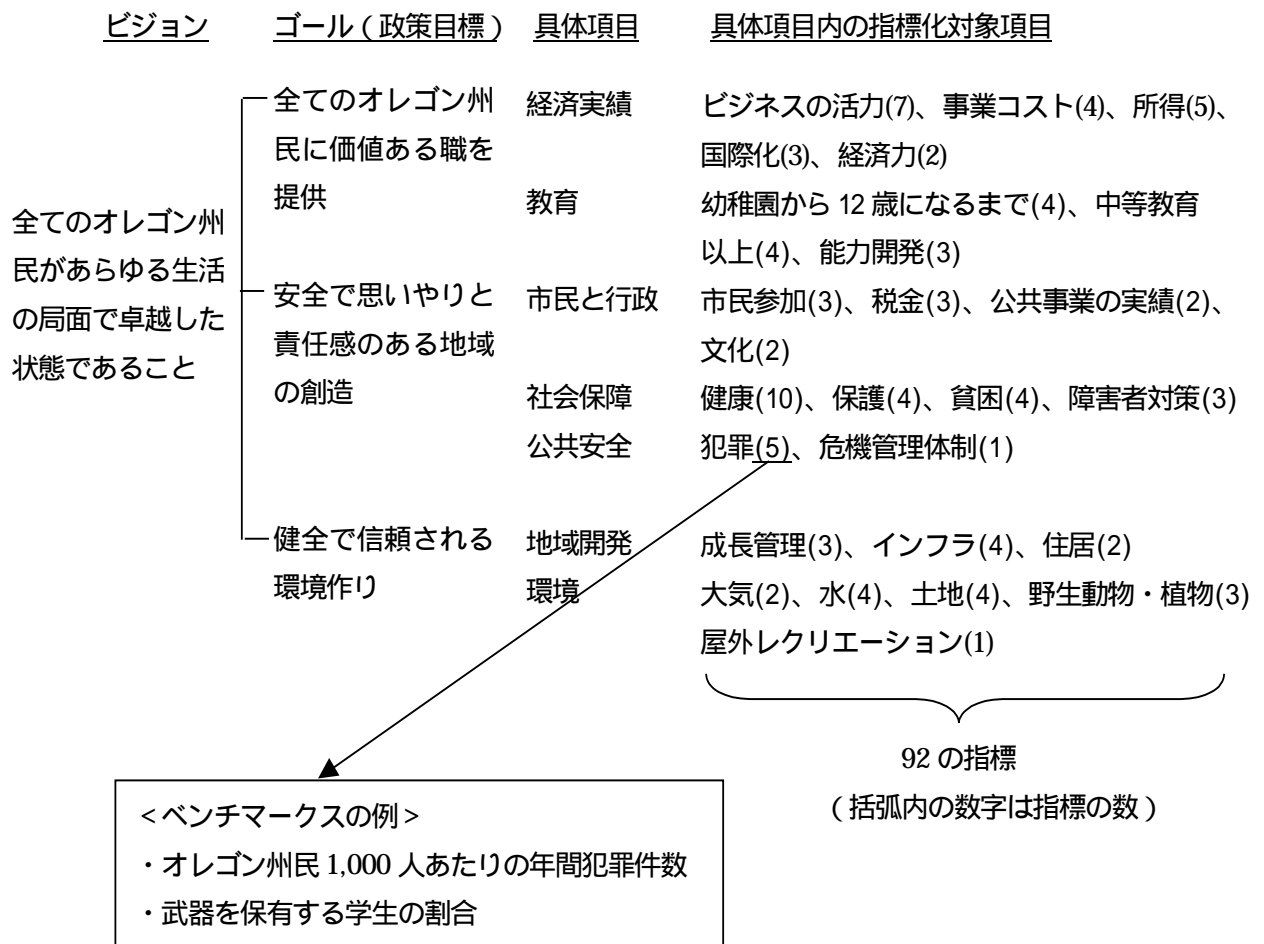 ビジョン ゴール(政策目標) 具体項目 具体項目内の指標化対象項目
全てのオレゴン州
民があらゆる生活
の局面で卓越した
状態であること
全てのオレゴン州
民に価値ある職を
提供
経済実績
ビジネスの活力(7)、事業コスト(4)、所得(5)、
国際化(3)、経済力(2)
教育
幼稚園から 12 歳になるまで(4)、中等教育
以上(4)、能力開発(3)
安全で思いやりと
責任感のある地域
の創造
市民と行政
市民参加(3)、税金(3)、公共事業の実績(2)、
文化(2)
社会保障
健康(10)、保護(4)、貧困(4)、障害者対策(3)
公共安全
犯罪(5)、危機管理体制(1)
健全で信頼される
環境作り
地域開発
成長管理(3)、インフラ(4)、住居(2)
環境
大気(2)、水(4)、土地(4)、野生動物・植物(3)
屋外レクリエーション(1)
92 の指標
(括弧内の数字は指標の数)
<ベンチマークスの例>
・オレゴン州民 1,000 人あたりの年間犯罪件数
・武器を保有する学生の割合